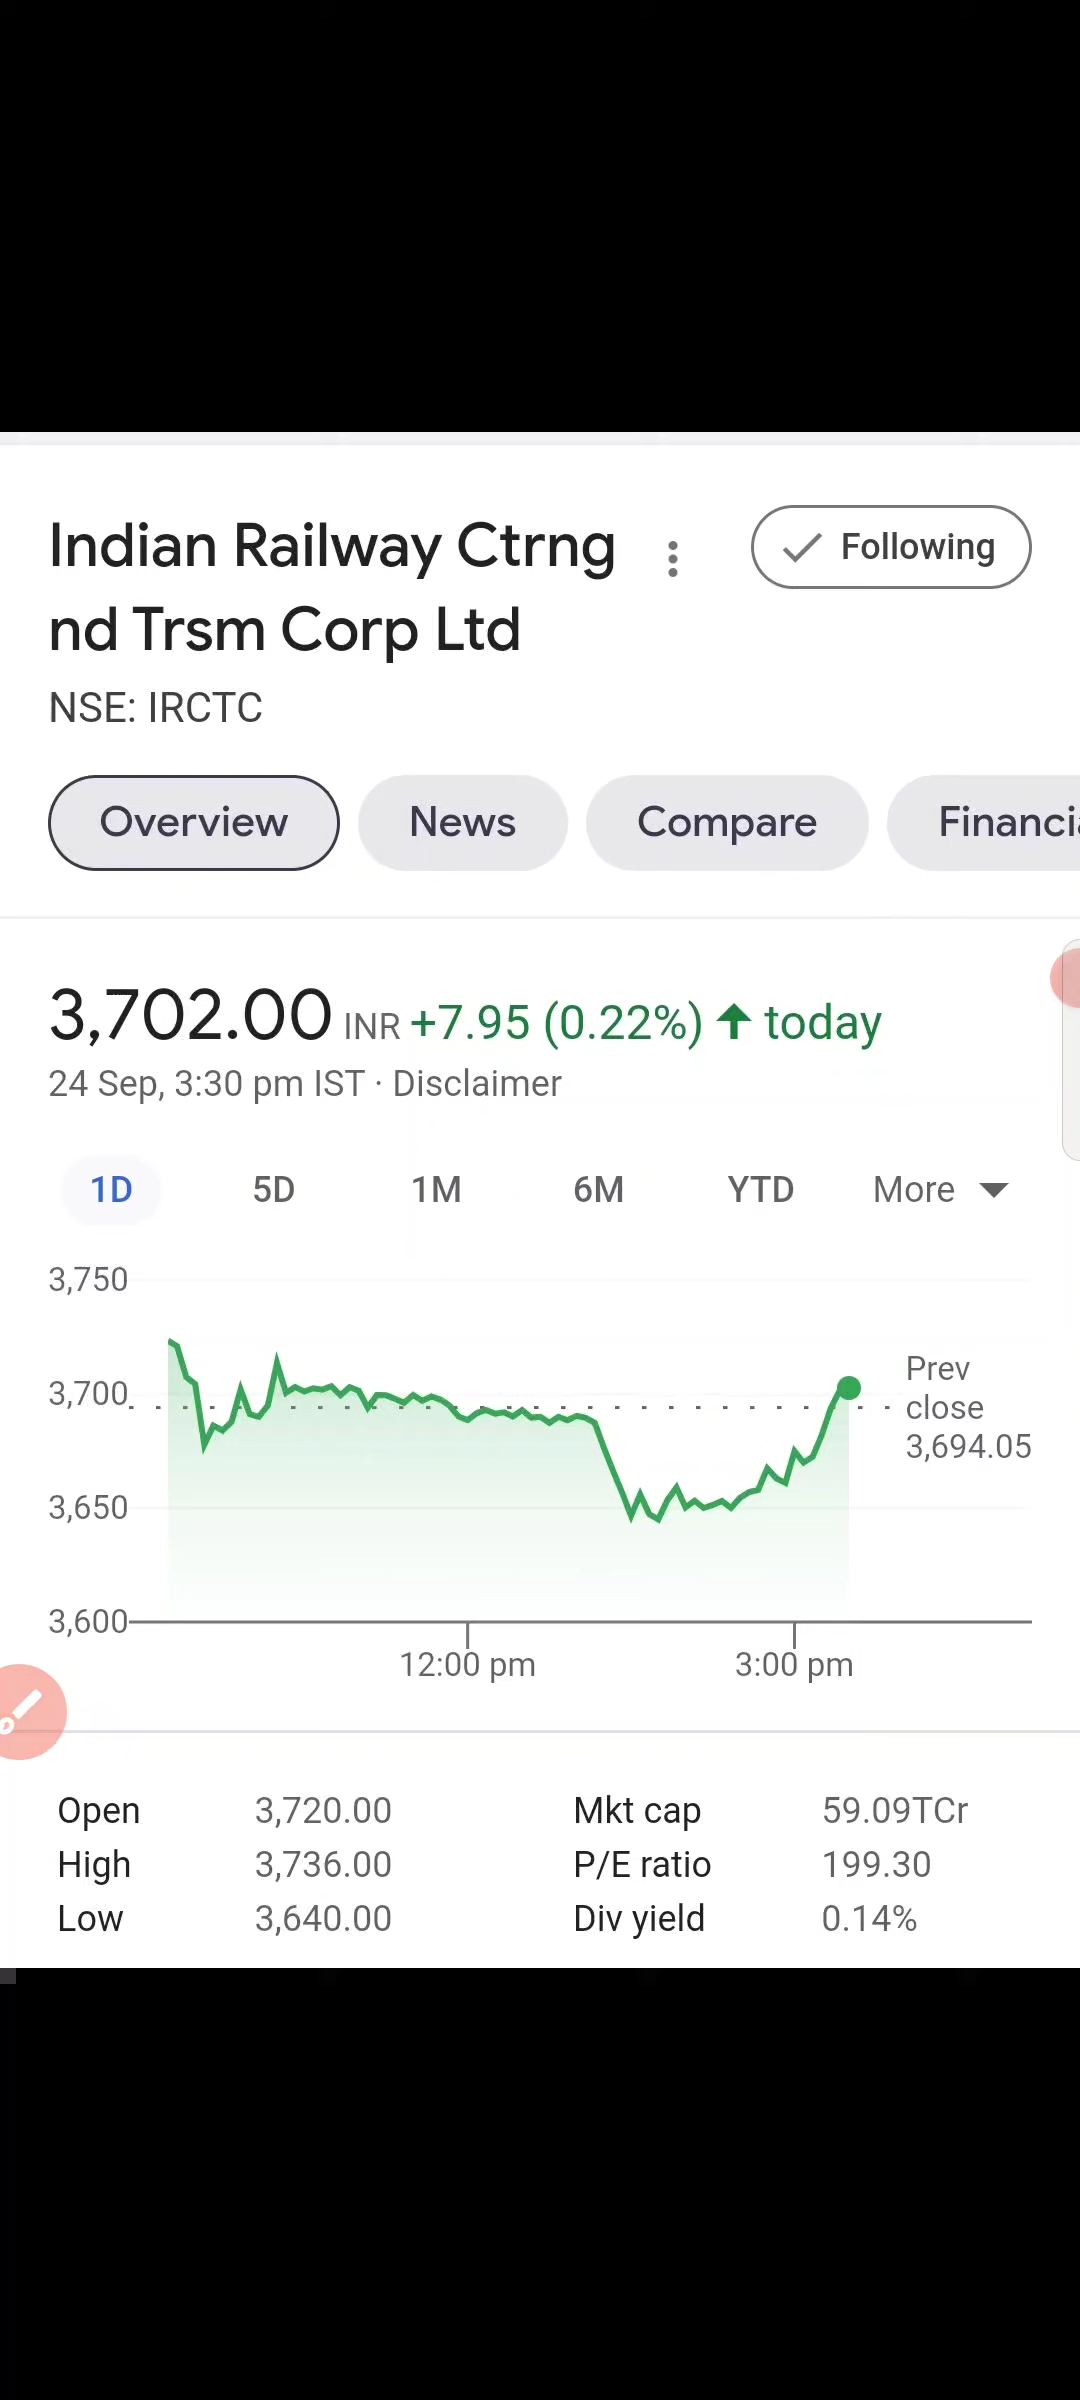 Indian Railway Ctrng
nd Trsm Corp Ltd
Following
NSE: IRCTC
Overview News Compare Financi
3,702.00 INR +7.95 (0.22%) today
24 Sep, 3:30 pm IST · Disclaimer
1D 5D 1M 6M YTD More
3,750
3,700
3,650
3,600
Prev
close
3,694.05
12:00 pm 3:00 pm
Open 3,720.00 Mkt cap 59.09TCr
High 3,736.00 P/E ratio 199.30
Low 3,640.00 Div yield 0.14%